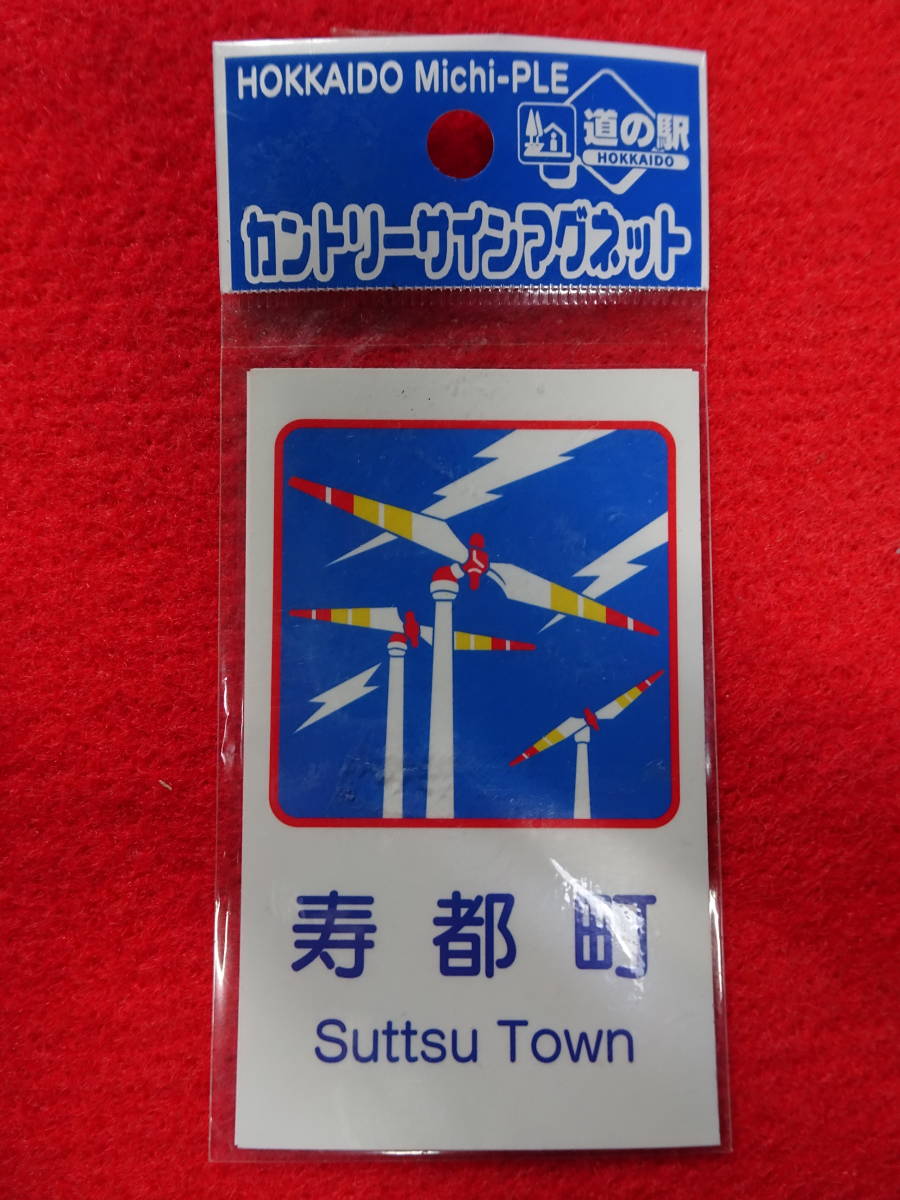 HOKKAIDO Michi-PLE
道の駅
HOKKAIDO
カントリーサインマグネット
寿都町
Suttsu Town